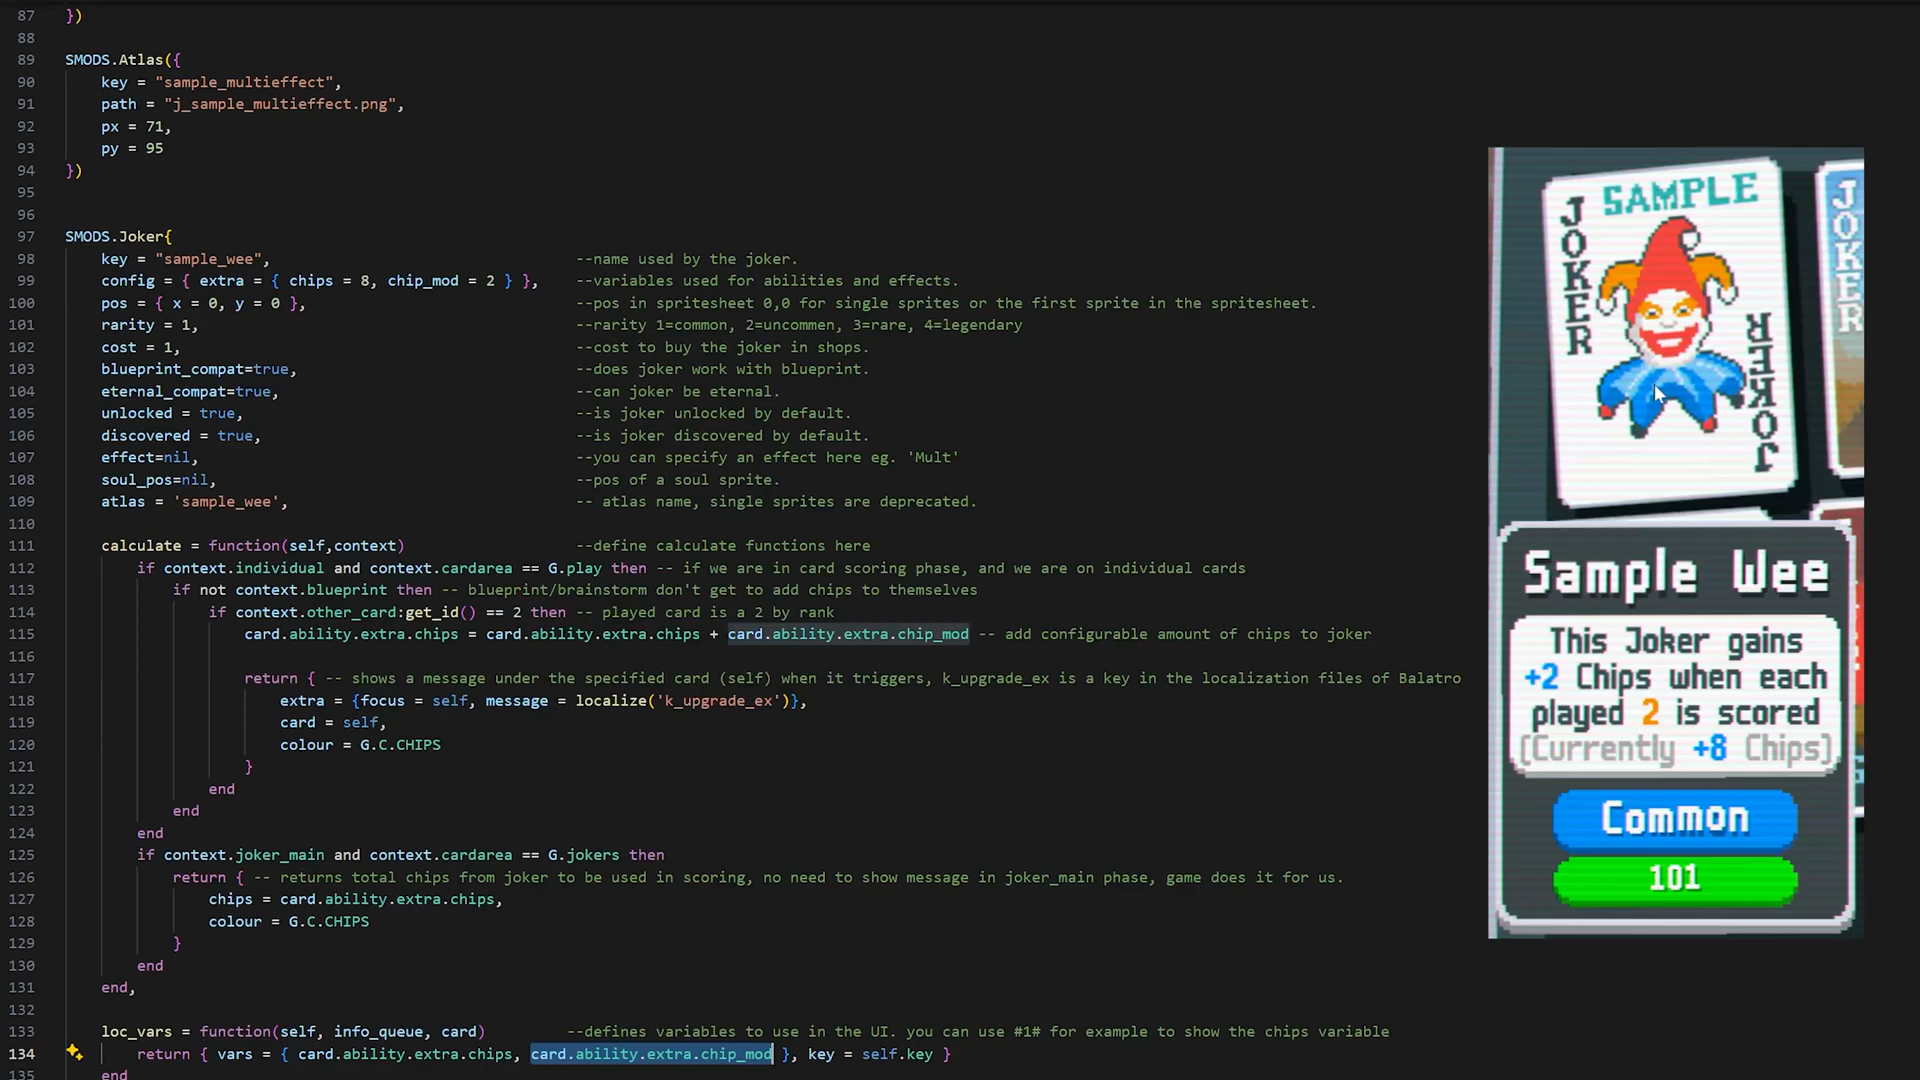 87 })
88
89 SMODS.Atlas({
90 key = "sample_multieffect",
91 path = "j_sample_multieffect.png",
92 px = 71,
93 py = 95
94 })
95
96
97 SMODS.Joker{
98 key = "sample_wee", --name used by the joker.
99 config = { extra = { chips = 8, chip_mod = 2 } }, --variables used for abilities and effects.
100 pos = { x = 0, y = 0 }, --pos in spritesheet 0,0 for single sprites or the first sprite in the spritesheet.
101 rarity = 1, --rarity 1=common, 2=uncommen, 3=rare, 4=legendary
102 cost = 1, --cost to buy the joker in shops.
103 blueprint_compat=true, --does joker work with blueprint.
104 eternal_compat=true, --can joker be eternal.
105 unlocked = true, --is joker unlocked by default.
106 discovered = true, --is joker discovered by default.
107 effect=nil, --you can specify an effect here eg. 'Mult'
108 soul_pos=nil, --pos of a soul sprite.
109 atlas = 'sample_wee', -- atlas name, single sprites are deprecated.
110
111 calculate = function(self,context) --define calculate functions here
112 if context.individual and context.cardarea == G.play then -- if we are in card scoring phase, and we are on individual cards
113 if not context.blueprint then -- blueprint/brainstorm don't get to add chips to themselves
114 if context.other_card:get_id() == 2 then -- played card is a 2 by rank
115 card.ability.extra.chips = card.ability.extra.chips + card.ability.extra.chip_mod -- add configurable amount of chips to joker
116
117 return { -- shows a message under the specified card (self) when it triggers, k_upgrade_ex is a key in the localization files of Balatro
118 extra = {focus = self, message = localize('k_upgrade_ex')},
119 card = self,
120 colour = G.C.CHIPS
121 }
122 end
123 end
124 end
125 if context.joker_main and context.cardarea == G.jokers then
126 return { -- returns total chips from joker to be used in scoring, no need to show message in joker_main phase, game does it for us.
127 chips = card.ability.extra.chips,
128 colour = G.C.CHIPS
129 }
130 end
131 end,
132
133 loc_vars = function(self, info_queue, card) --defines variables to use in the UI. you can use #1# for example to show the chips variable
134 return { vars = { card.ability.extra.chips, card.ability.extra.chip_mod }, key = self.key }
135 end
SAMPLE
JOKER
JOKER
JOKER
Sample Wee
This Joker gains
+2 Chips when each
played 2 is scored
(Currently +8 Chips)
Common
101